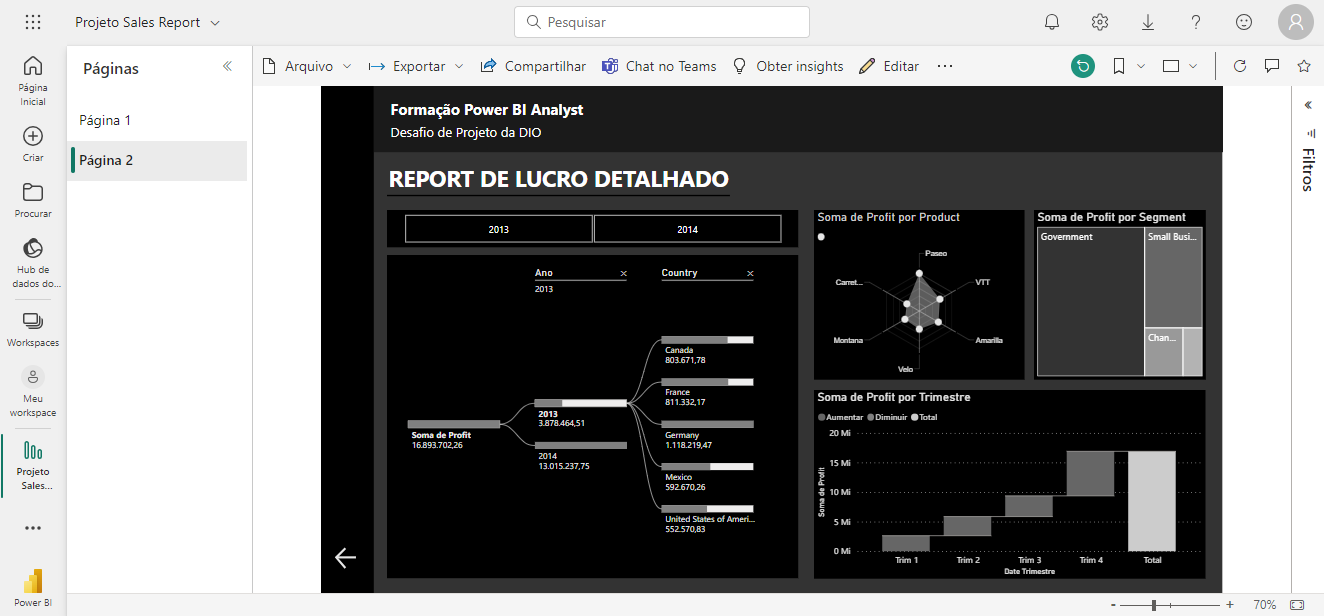 Projeto Sales Report
Pesquisar
Página
Inicial
Criar
Procurar
Hub de
dados do...
Workspaces
Meu
workspace
Projeto
Sales...
Power BI
Páginas
Página 1
Página 2
Arquivo
Exportar
Compartilhar
Chat no Teams
Obter insights
Editar
Formação Power BI Analyst
Desafio de Projeto da DIO
REPORT DE LUCRO DETALHADO
2013
2014
Ano
2013
Country
Soma de Profit
16.893.702,26
2013
3.878.464,51
2014
13.015.237,75
Canada
803.671,78
France
811.332,17
Germany
1.118.219,47
Mexico
592.670,26
United States of Ameri...
552.570,83
Soma de Profit por Product
Paseo
VTT
Amarilla
Velo
Montana
Carret...
Soma de Profit por Segment
Government
Small Busi...
Chan...
Soma de Profit por Trimestre
Aumentar Diminuir Total
Soma de Profit
20 Mi
15 Mi
10 Mi
5 Mi
0 Mi
Trim 1 Trim 2 Trim 3 Trim 4 Total
Date Trimestre
Filtros
- + 70%